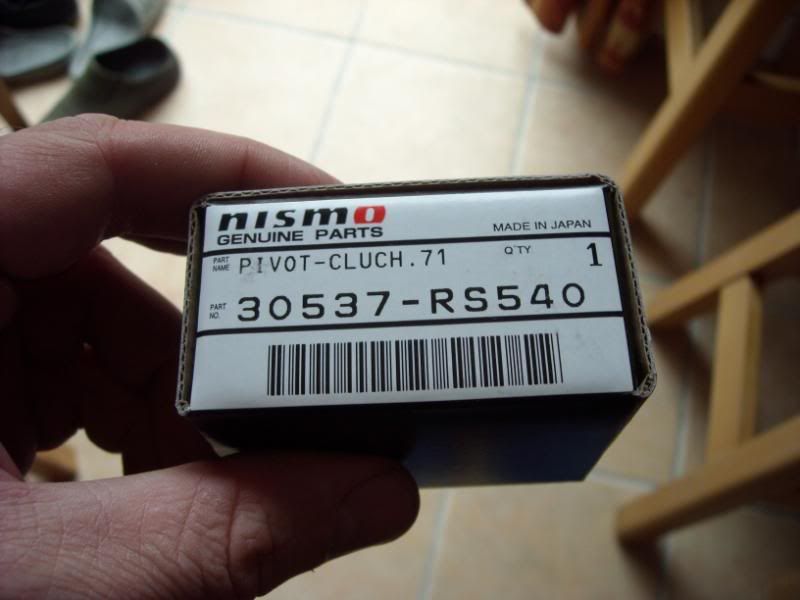 nismo
GENUINE PARTS
MADE IN JAPAN
PART NAME PIVOT-CLUCH.71 Q'TY 1
PART NO. 30537-RS540